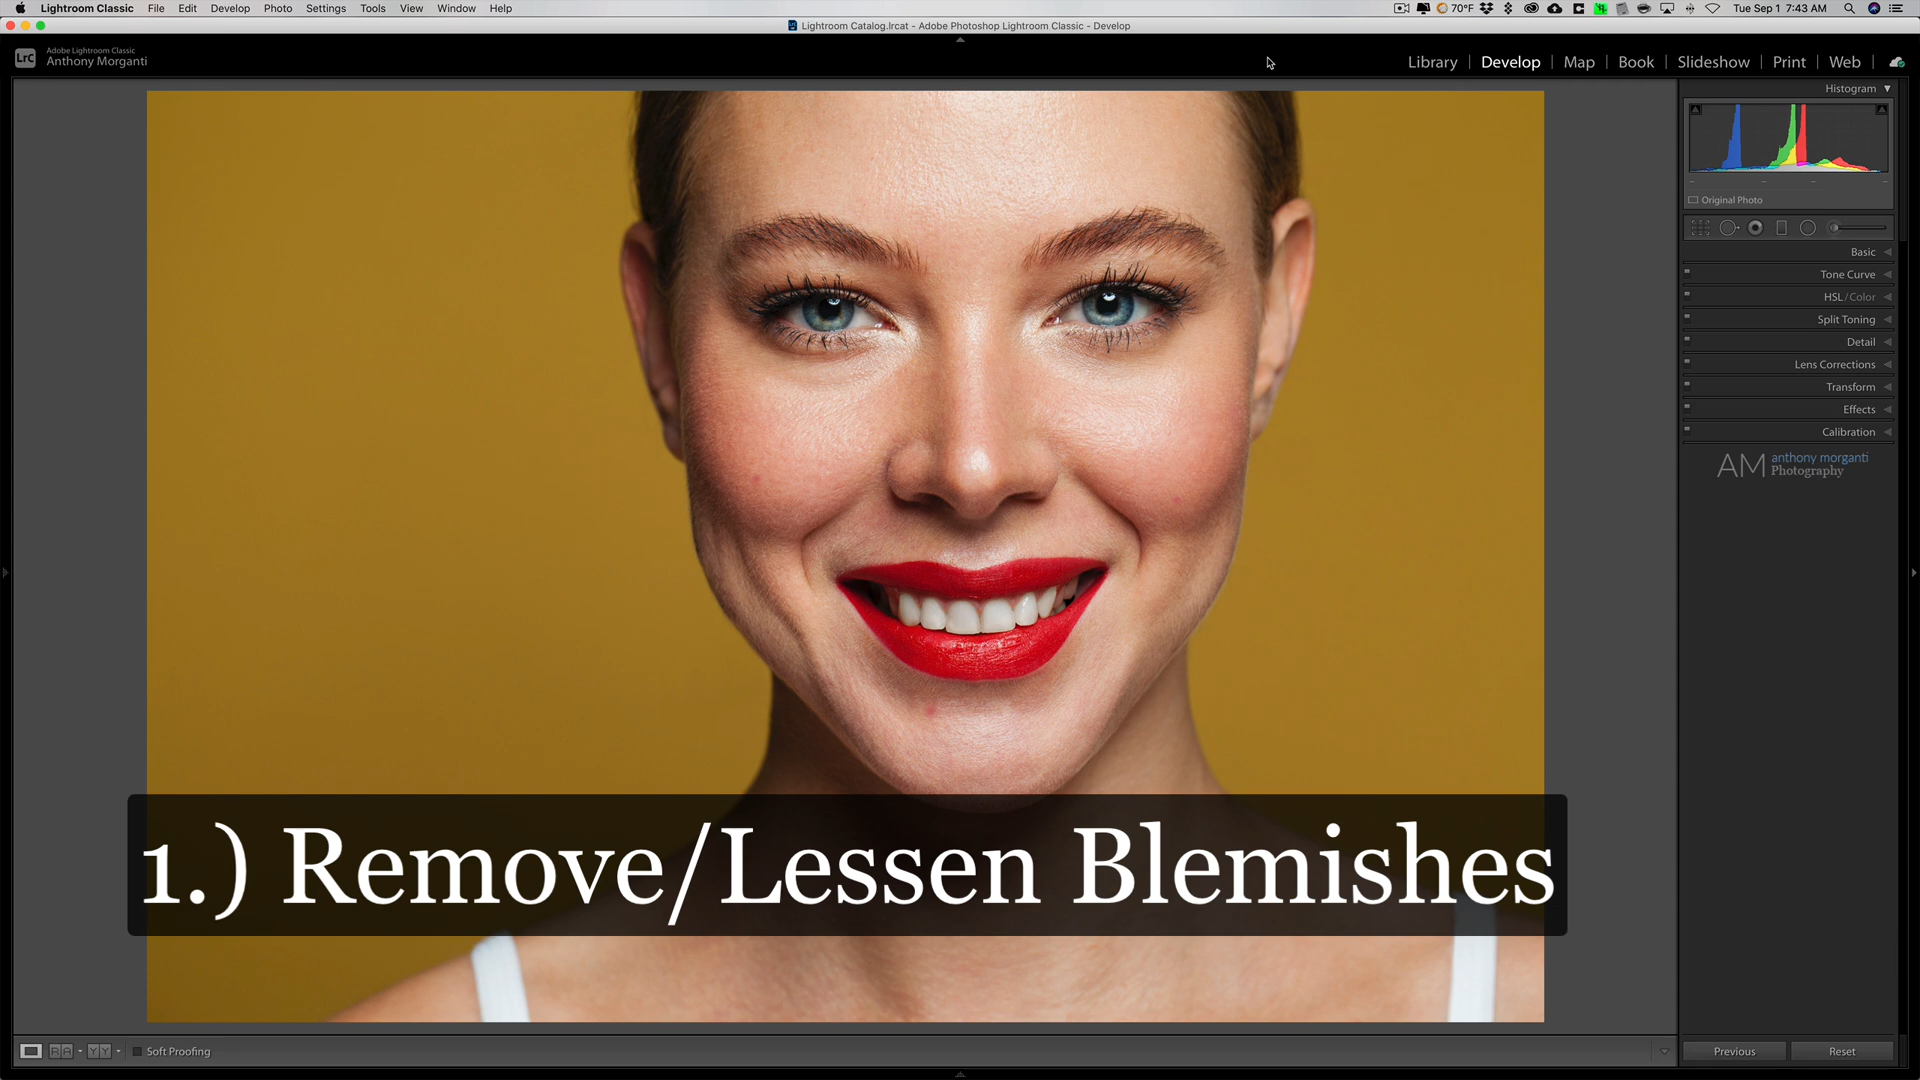 Lightroom Classic File Edit Develop Photo Settings Tools View Window Help 70°F Tue Sep 1 7:43 AM
Lightroom Catalog.lrcat - Adobe Photoshop Lightroom Classic - Develop
LrC
Adobe Lightroom Classic
Anthony Morganti
Library | Develop | Map | Book | Slideshow | Print | Web |
Histogram
Original Photo
Basic
Tone Curve
HSL / Color
Split Toning
Detail
Lens Corrections
Transform
Effects
Calibration
AM anthony morganti
Photography
1.) Remove/Lessen Blemishes
RA YY Soft Proofing
Previous Reset